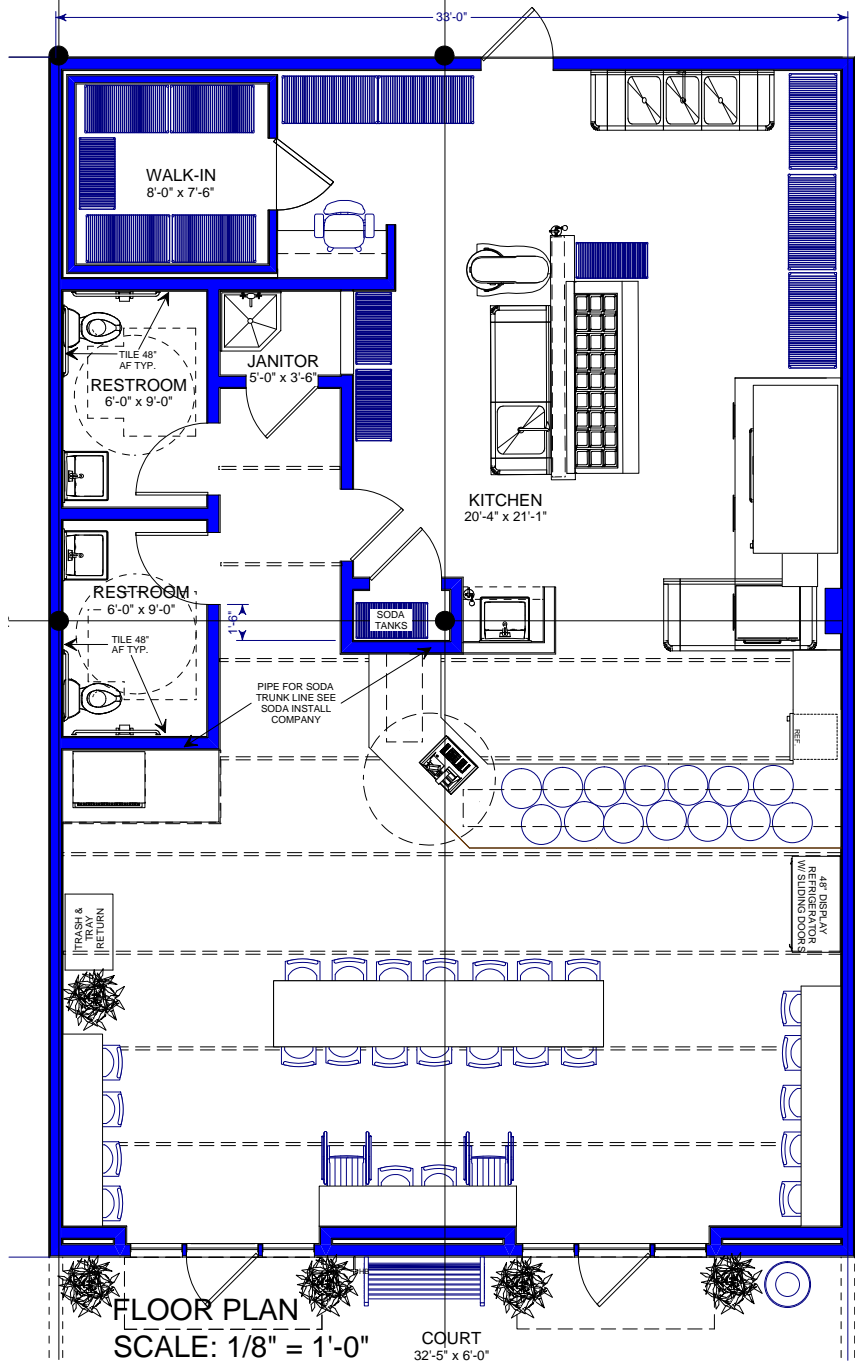 33'-0"
WALK-IN
8'-0" x 7'-6"
JANITOR
5'-0" x 3'-6"
TILE 48"
AF TYP.
RESTROOM
6'-0" x 9'-0"
KITCHEN
20'-4" x 21'-1"
RESTROOM
6'-0" x 9'-0"
1'-6"
SODA
TANKS
TILE 48"
AF TYP.
PIPE FOR SODA
TRUNK LINE SEE
SODA INSTALL
COMPANY
REF
48" DISPLAY
REFRIGERATOR
W/ SLIDING DOORS
TRASH &
TRAY
RETURN
FLOOR PLAN
SCALE: 1/8" = 1'-0"
COURT
32'-5" x 6'-0"